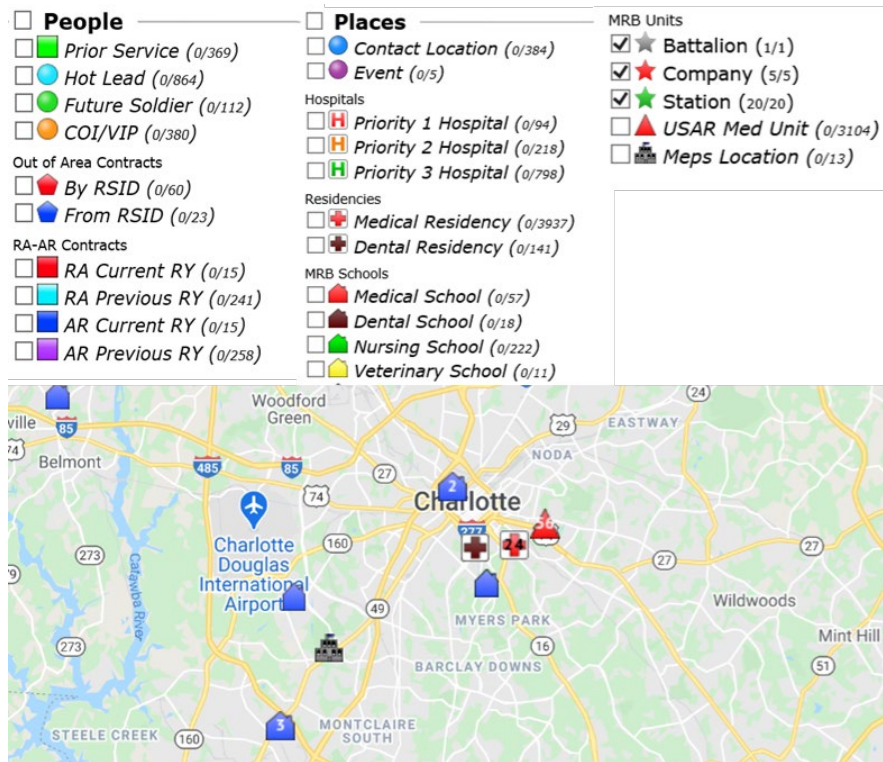 People
Prior Service (0/369)
Hot Lead (0/864)
Future Soldier (0/112)
COI/VIP (0/380)
Out of Area Contracts
By RSID (0/60)
From RSID (0/23)
RA-AR Contracts
RA Current RY (0/15)
RA Previous RY (0/241)
AR Current RY (0/15)
AR Previous RY (0/258)
Places
Contact Location (0/384)
Event (0/5)
Hospitals
H Priority 1 Hospital (0/94)
H Priority 2 Hospital (0/218)
H Priority 3 Hospital (0/798)
Residencies
Medical Residency (0/3937)
Dental Residency (0/141)
MRB Schools
Medical School (0/57)
Dental School (0/18)
Nursing School (0/222)
Veterinary School (0/11)
MRB Units
Battalion (1/1)
Company (5/5)
Station (20/20)
USAR Med Unit (0/3104)
Meps Location (0/13)
Woodford
Green
24
ville
85
29
EASTWAY
74
Belmont
485
85
27
NODA
74
2
Charlotte
277
24
56
Charlotte
Douglas
International
Airport
160
273
27
27
Catawba River
49
MYERS PARK
Wildwoods
Mint Hill
273
16
BARCLAY DOWNS
51
STEELE CREEK
160
3
MONTCLAIRE
SOUTH